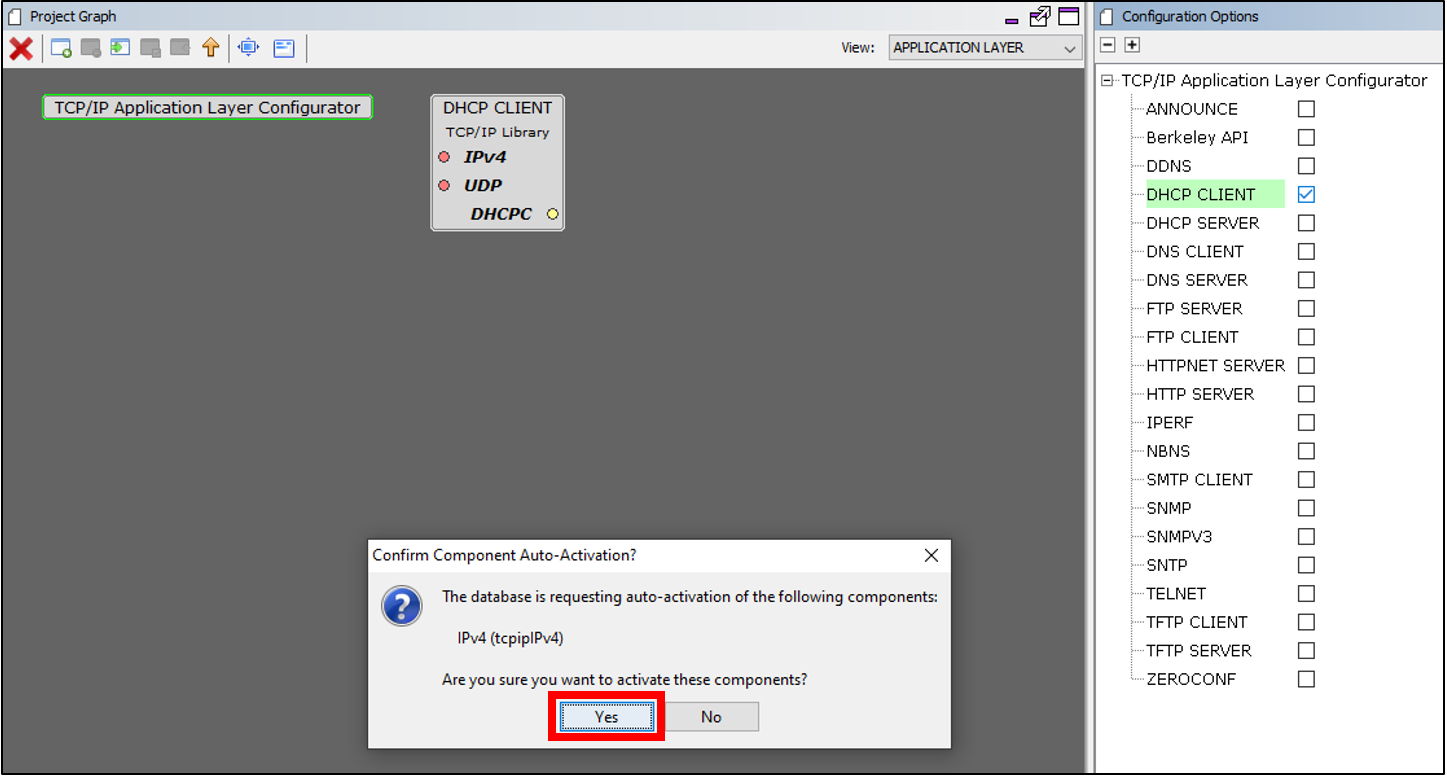 Project Graph
View: APPLICATION LAYER
TCP/IP Application Layer Configurator
DHCP CLIENT
TCP/IP Library
IPv4
UDP
DHCPC
Confirm Component Auto-Activation?
The database is requesting auto-activation of the following components:
IPv4 (tcpipIPv4)
Are you sure you want to activate these components?
Yes No
Configuration Options
TCP/IP Application Layer Configurator
ANNOUNCE
Berkeley API
DDNS
DHCP CLIENT
DHCP SERVER
DNS CLIENT
DNS SERVER
FTP SERVER
FTP CLIENT
HTTPNET SERVER
HTTP SERVER
IPERF
NBNS
SMTP CLIENT
SNMP
SNMPV3
SNTP
TELNET
TFTP CLIENT
TFTP SERVER
ZEROCONF